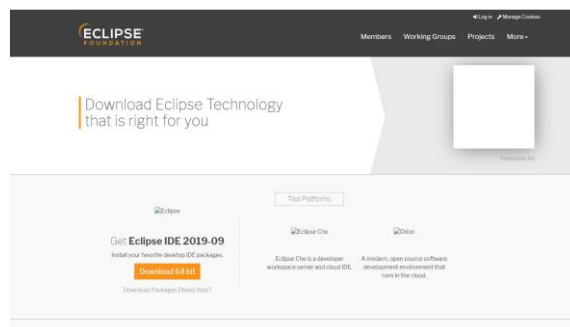 Log in Manage Cookies
ECLIPSE
FOUNDATION
Members Working Groups Projects More
Download Eclipse Technology
that is right for you
Sponsored Ad
Tool Platforms
Eclipse
Get Eclipse IDE 2019-09
Install your favorite desktop IDE packages.
Download 64 bit
Download Packages | Need Help?
Eclipse Che
Eclipse Che is a developer
workspace server and cloud IDE.
Orion
A modern, open source software
development environment that
runs in the cloud.